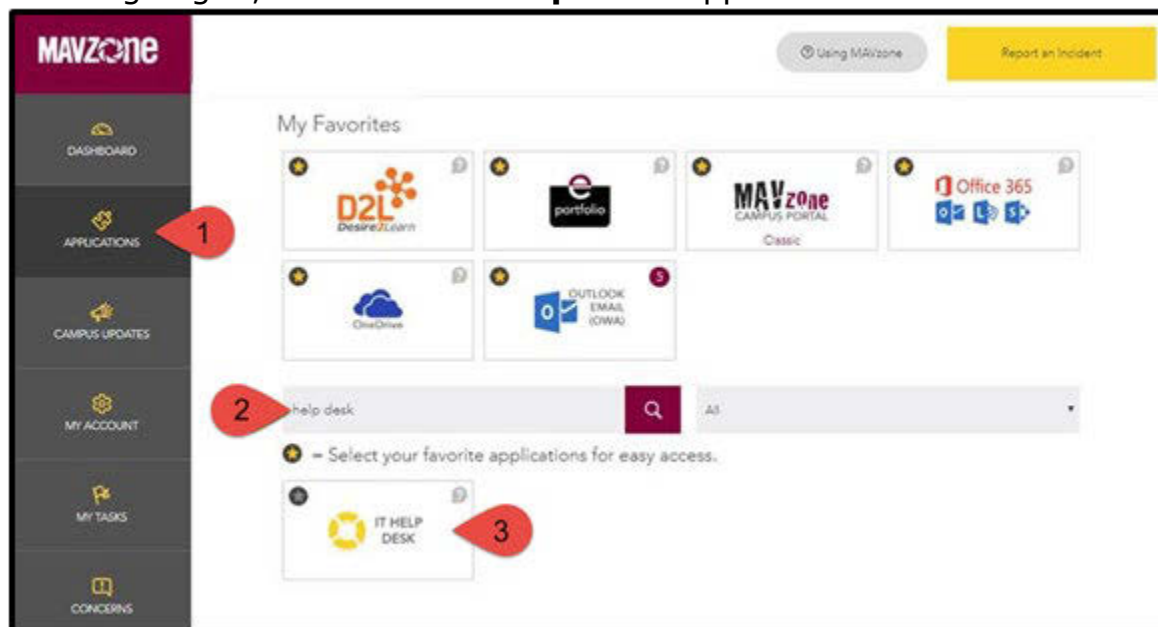 MAVZONE
Using MAVzone
Report an Incident
DASHBOARD
APPLICATIONS
1
CAMPUS UPDATES
MY ACCOUNT
MY TASKS
CONCERNS
My Favorites
D2L
Desire2Learn
e
portfolio
MAVzone
CAMPUS PORTAL
Classic
Office 365
OneDrive
OUTLOOK
EMAIL
(OWA)
5
2
help desk
All
= Select your favorite applications for easy access.
IT HELP
DESK
3